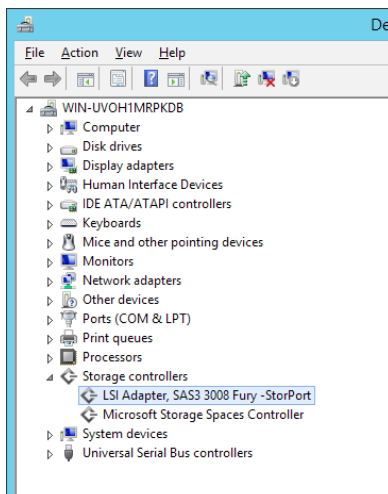 De
File Action View Help
WIN-UVOH1MRPKDB
Computer
Disk drives
Display adapters
Human Interface Devices
IDE ATA/ATAPI controllers
Keyboards
Mice and other pointing devices
Monitors
Network adapters
Other devices
Ports (COM & LPT)
Print queues
Processors
Storage controllers
LSI Adapter, SAS3 3008 Fury -StorPort
Microsoft Storage Spaces Controller
System devices
Universal Serial Bus controllers